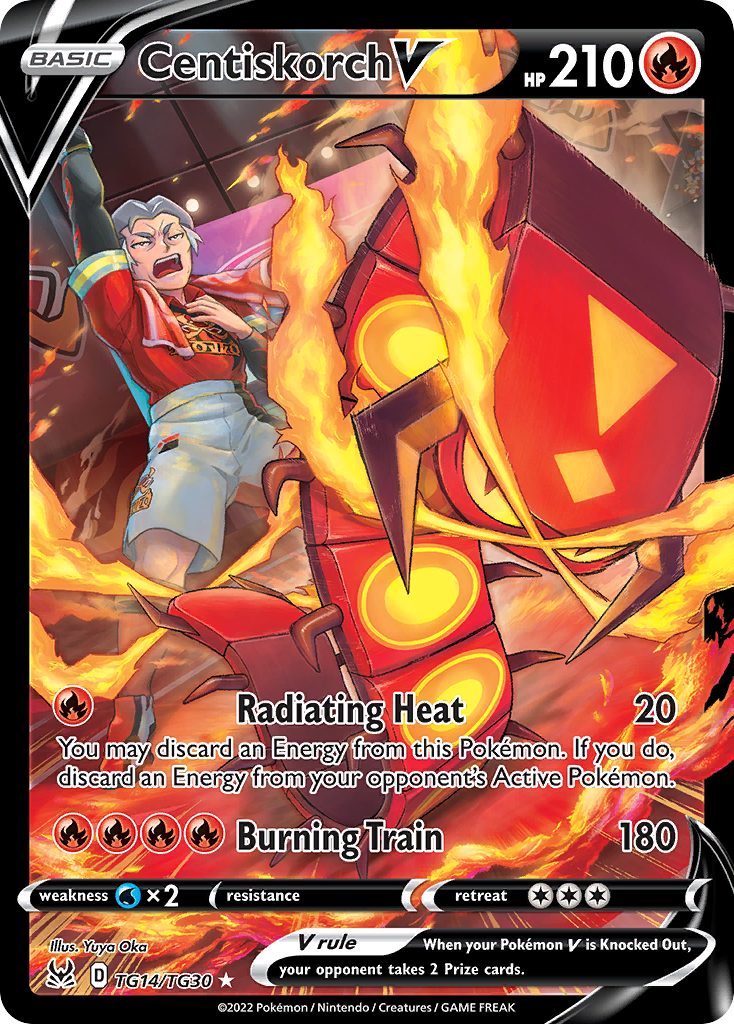 BASIC
Centiskorch V
HP 210
Radiating Heat 20
You may discard an Energy from this Pokémon. If you do,
discard an Energy from your opponent's Active Pokémon.
Burning Train 180
weakness ×2 resistance retreat
Illus. Yuya Oka
V rule When your Pokémon V is Knocked Out,
your opponent takes 2 Prize cards.
D TG14/TG30
©2022 Pokémon / Nintendo / Creatures / GAME FREAK